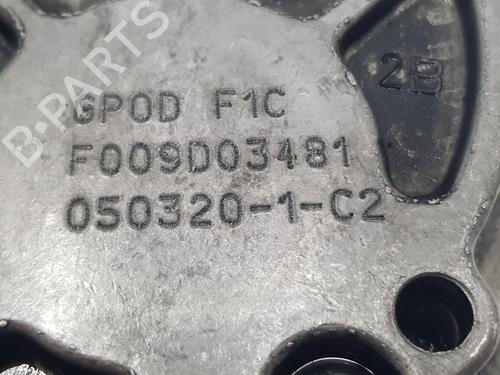 B-PARTS
2B
GPOD F1C
F009D03481
050320-1-C2